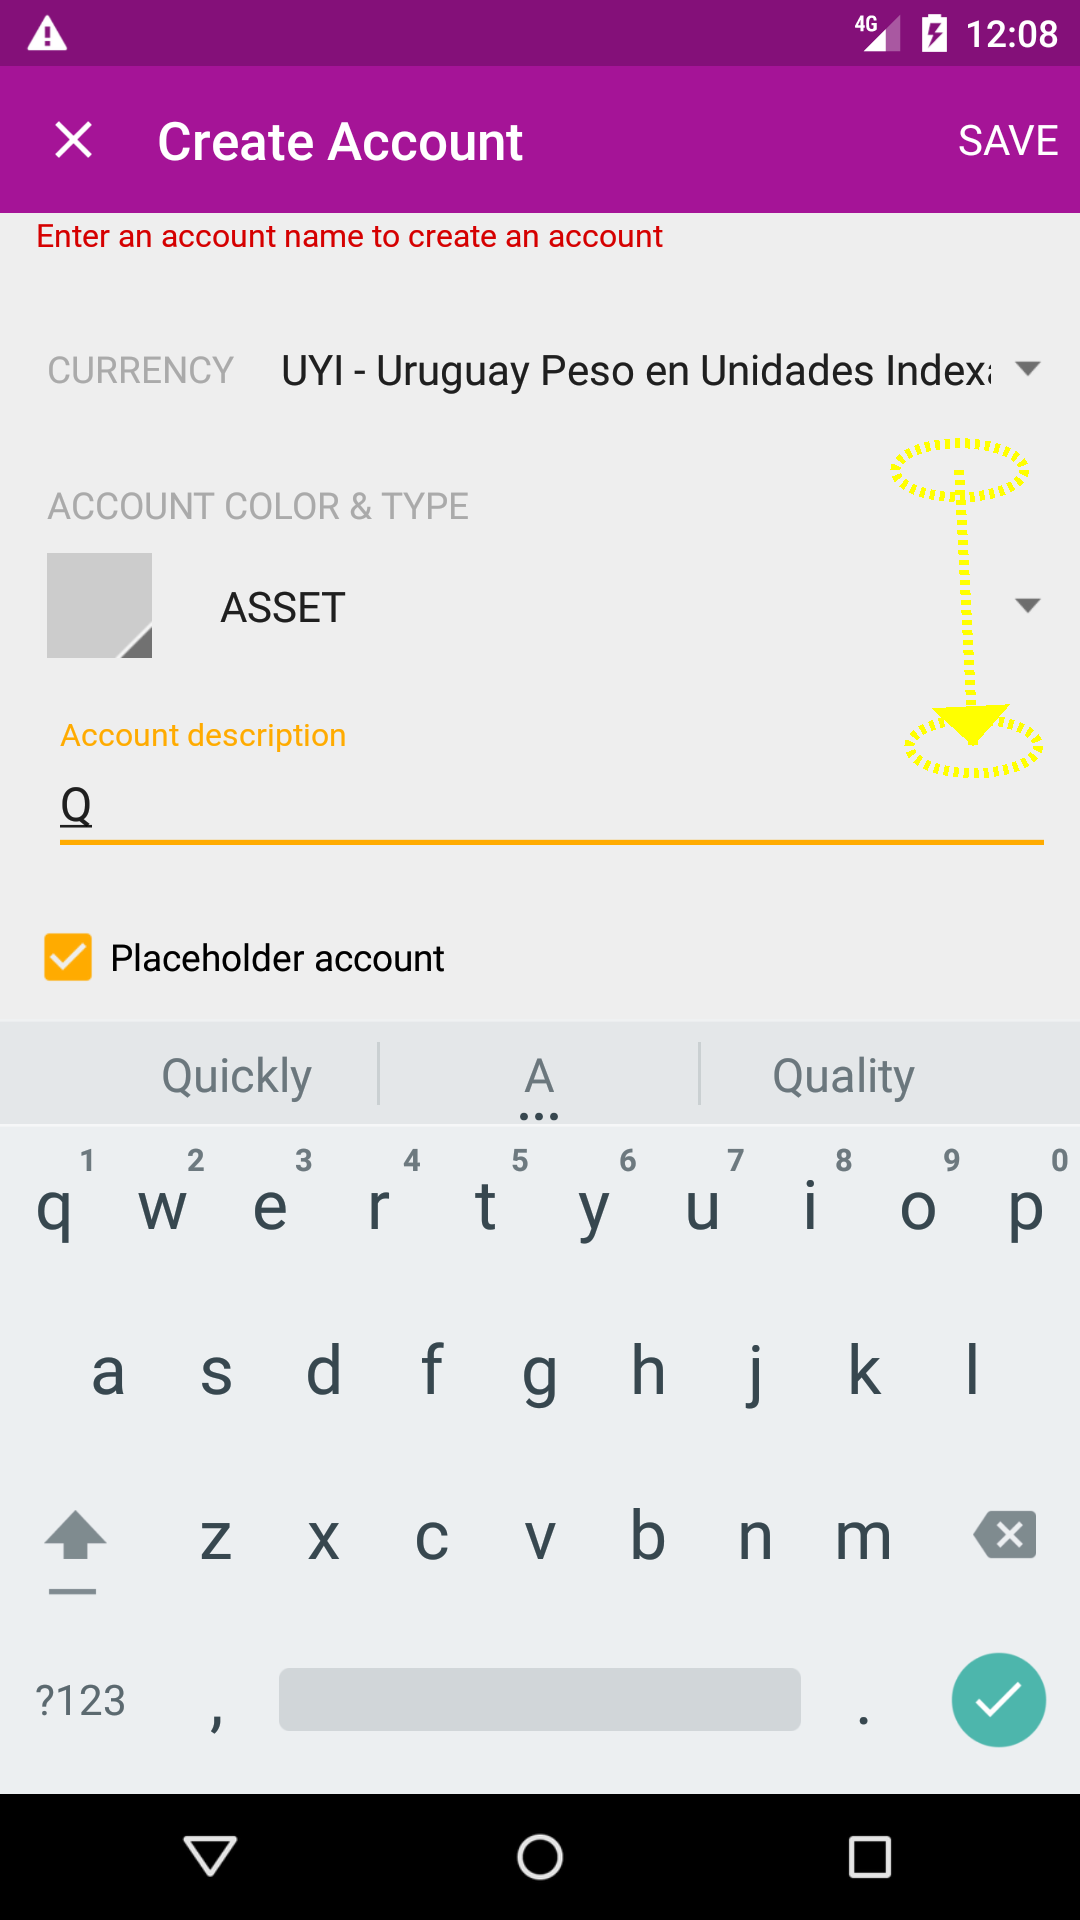 4G 12:08
Create Account SAVE
Enter an account name to create an account
CURRENCY UYI - Uruguay Peso en Unidades Indexa
ACCOUNT COLOR & TYPE
ASSET
Account description
Q
Placeholder account
Quickly A Quality
1 2 3 4 5 6 7 8 9 0
q w e r t y u i o p
a s d f g h j k l
z x c v b n m
?123 , .